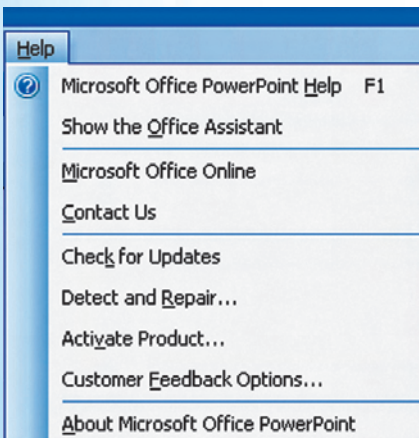 Help
Microsoft Office PowerPoint Help F1
Show the Office Assistant
Microsoft Office Online
Contact Us
Check for Updates
Detect and Repair...
Activate Product...
Customer Feedback Options...
About Microsoft Office PowerPoint